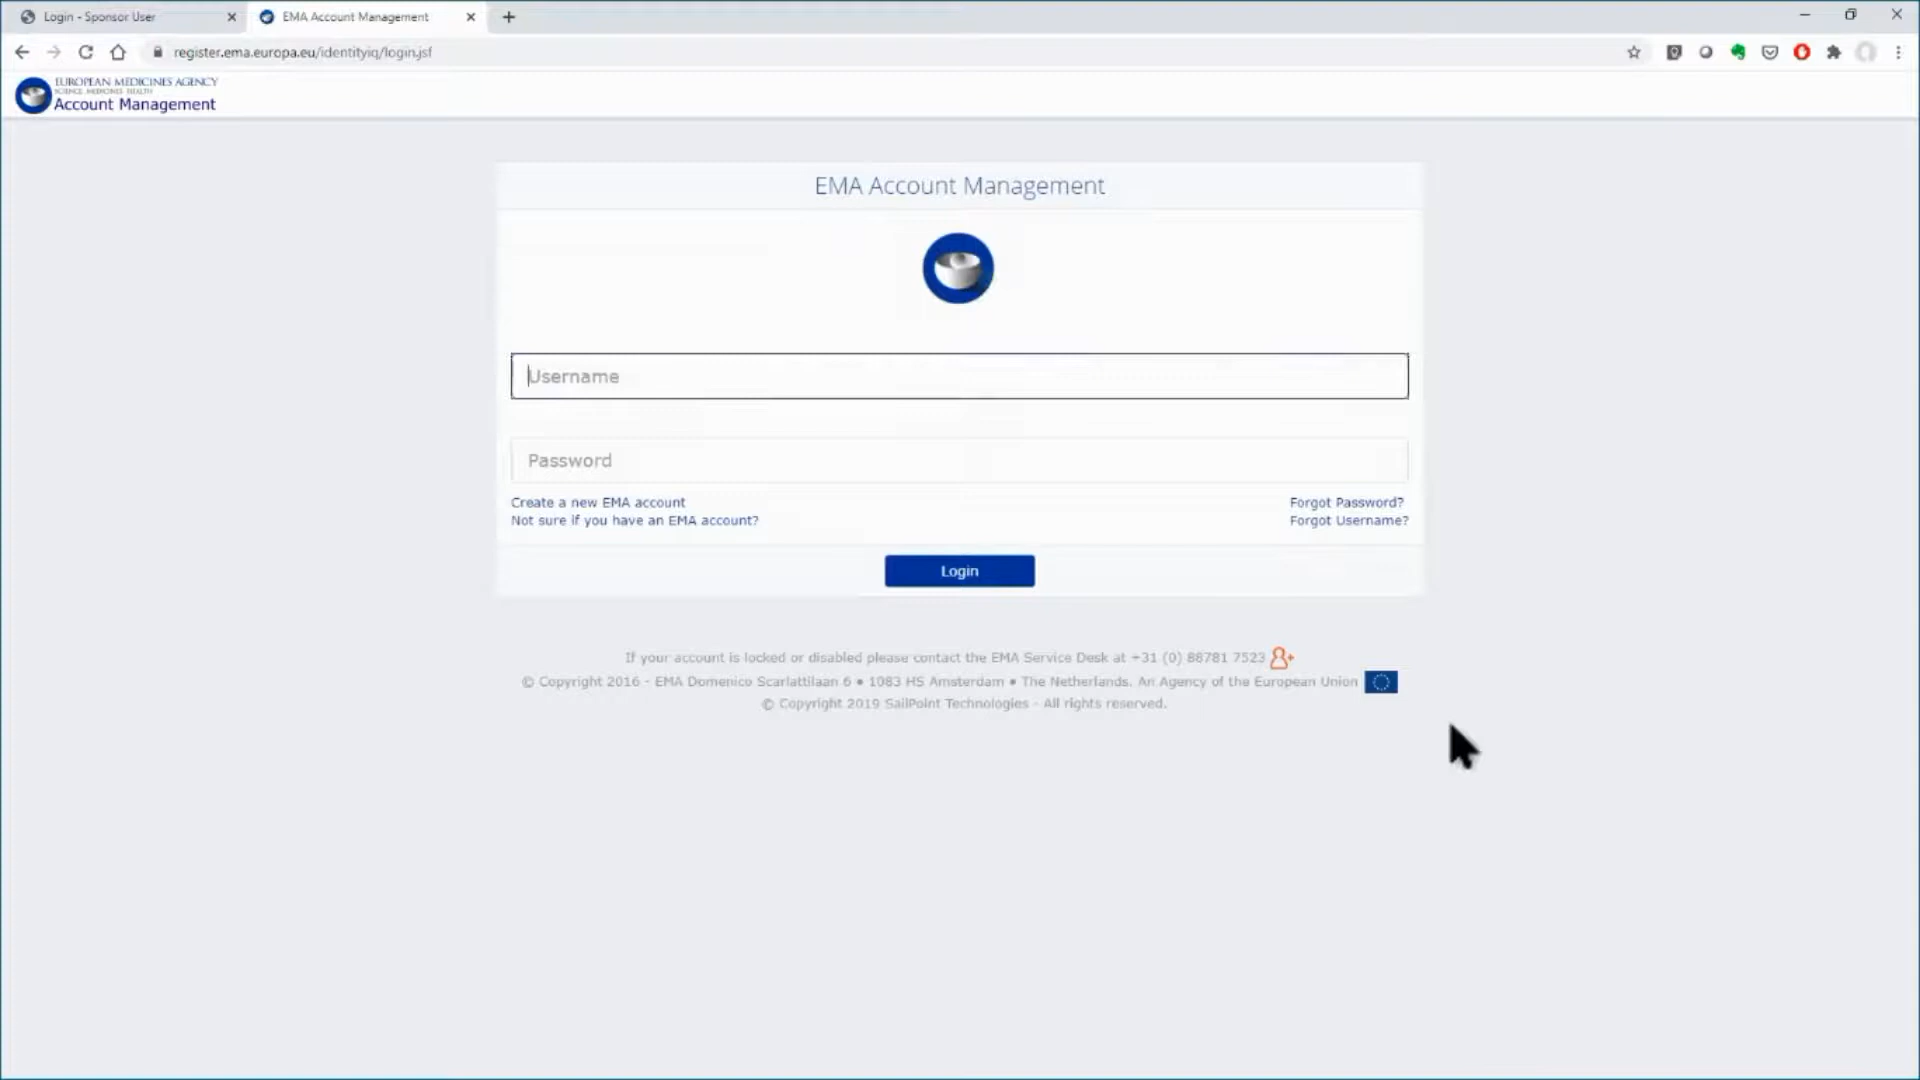 Login - Sponsor User
EMA Account Management
register.ema.europa.eu/identityiq/login.jsf
EUROPEAN MEDICINES AGENCY
SCIENCE MEDICINES HEALTH
Account Management
EMA Account Management
Username
Password
Create a new EMA account
Forgot Password?
Not sure if you have an EMA account?
Forgot Username?
Login
If your account is locked or disabled please contact the EMA Service Desk at +31 (0) 88781 7523
© Copyright 2016 - EMA Domenico Scarlattilaan 6 • 1083 HS Amsterdam • The Netherlands. An Agency of the European Union
© Copyright 2019 SailPoint Technologies - All rights reserved.